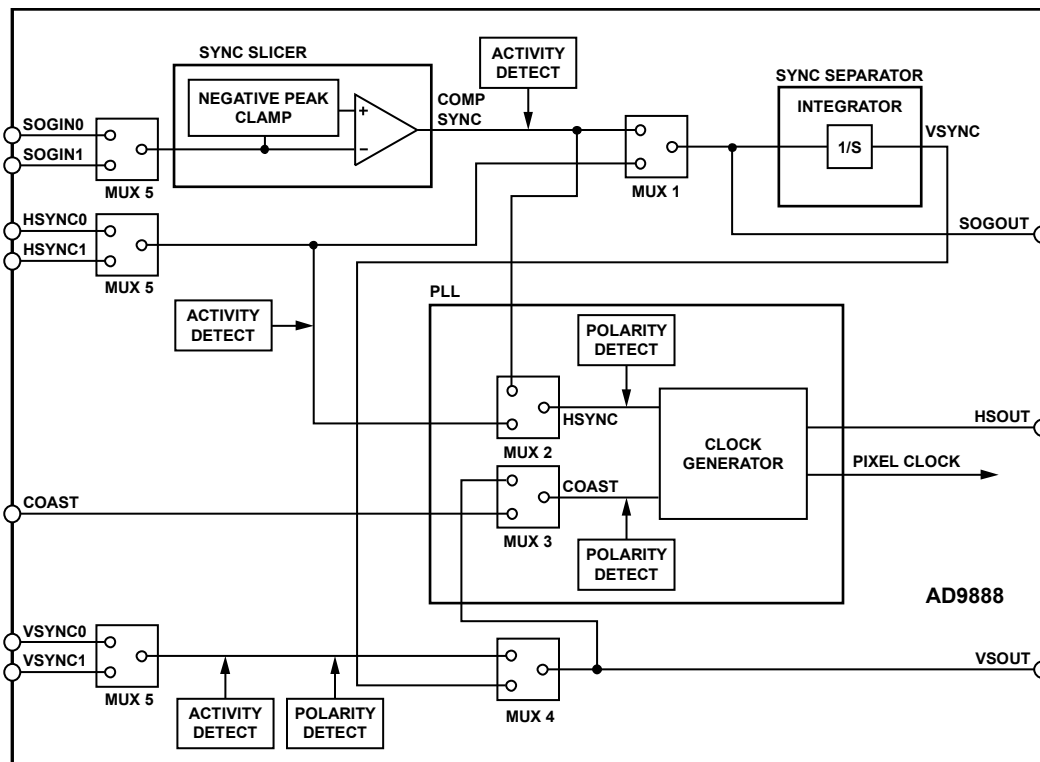 SYNC SLICER
NEGATIVE PEAK
CLAMP
+
−
ACTIVITY
DETECT
COMP
SYNC
SYNC SEPARATOR
INTEGRATOR
1/S
VSYNC
SOGIN0
SOGIN1
MUX 5
MUX 1
HSYNC0
HSYNC1
MUX 5
SOGOUT
ACTIVITY
DETECT
PLL
POLARITY
DETECT
HSYNC
MUX 2
CLOCK
GENERATOR
HSOUT
PIXEL CLOCK
COAST
COAST
MUX 3
POLARITY
DETECT
AD9888
VSYNC0
VSYNC1
MUX 5
ACTIVITY
DETECT
POLARITY
DETECT
MUX 4
VSOUT